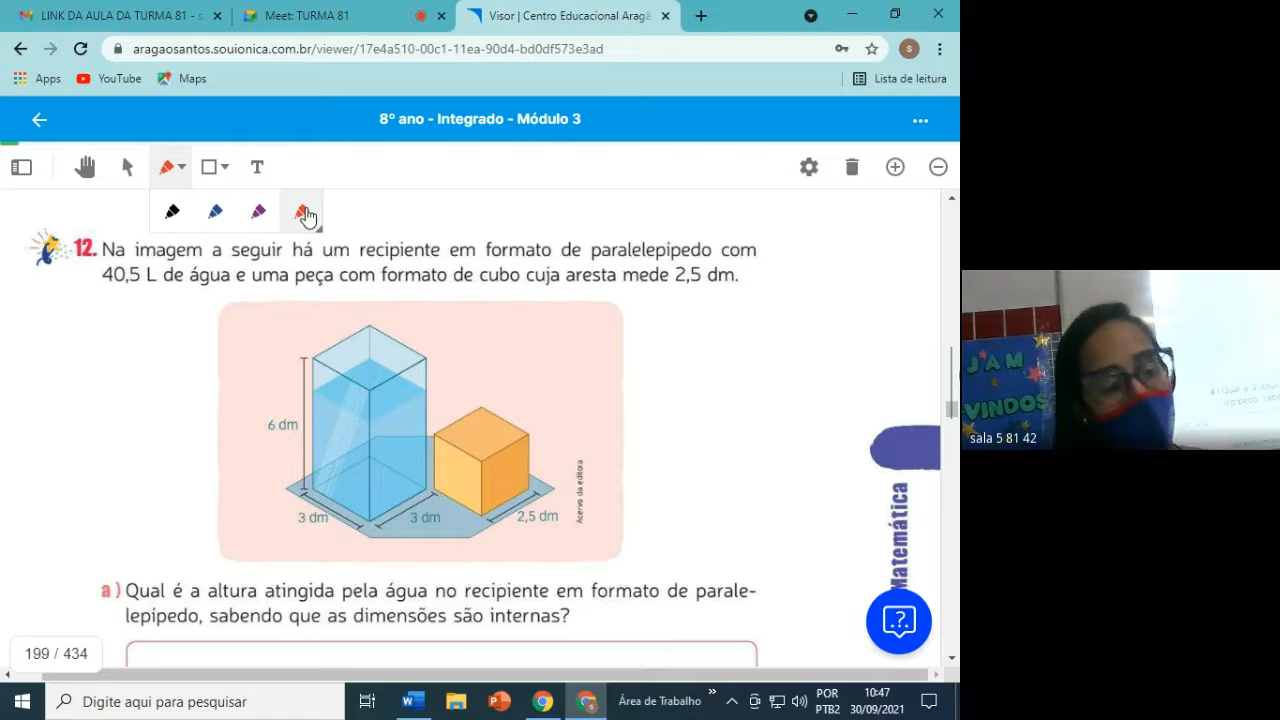 LINK DA AULA DA TURMA 81 - s
Meet: TURMA 81
Visor | Centro Educacional Aragã
aragaosantos.souionica.com.br/viewer/17e4a510-00c1-11ea-90d4-bd0df573e3ad
s
Apps
YouTube
Maps
Lista de leitura
8º ano - Integrado - Módulo 3
T
12. Na imagem a seguir há um recipiente em formato de paralelepípedo com
40,5 L de água e uma peça com formato de cubo cuja aresta mede 2,5 dm.
6 dm
3 dm
3 dm
2,5 dm
Acervo da editora
a) Qual é a altura atingida pela água no recipiente em formato de parale-
lepípedo, sabendo que as dimensões são internas?
Matemática
199 / 434
J'AM
VINDOS
sala 5 81 42
Digite aqui para pesquisar
Área de Trabalho
POR
PTB2
10:47
30/09/2021